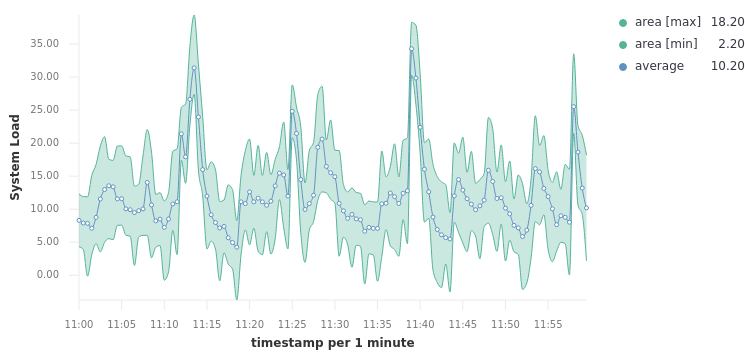 area [max] 18.20
area [min] 2.20
average 10.20
35.00
30.00
25.00
20.00
15.00
10.00
5.00
0.00
System Load
11:00 11:05 11:10 11:15 11:20 11:25 11:30 11:35 11:40 11:45 11:50 11:55
timestamp per 1 minute